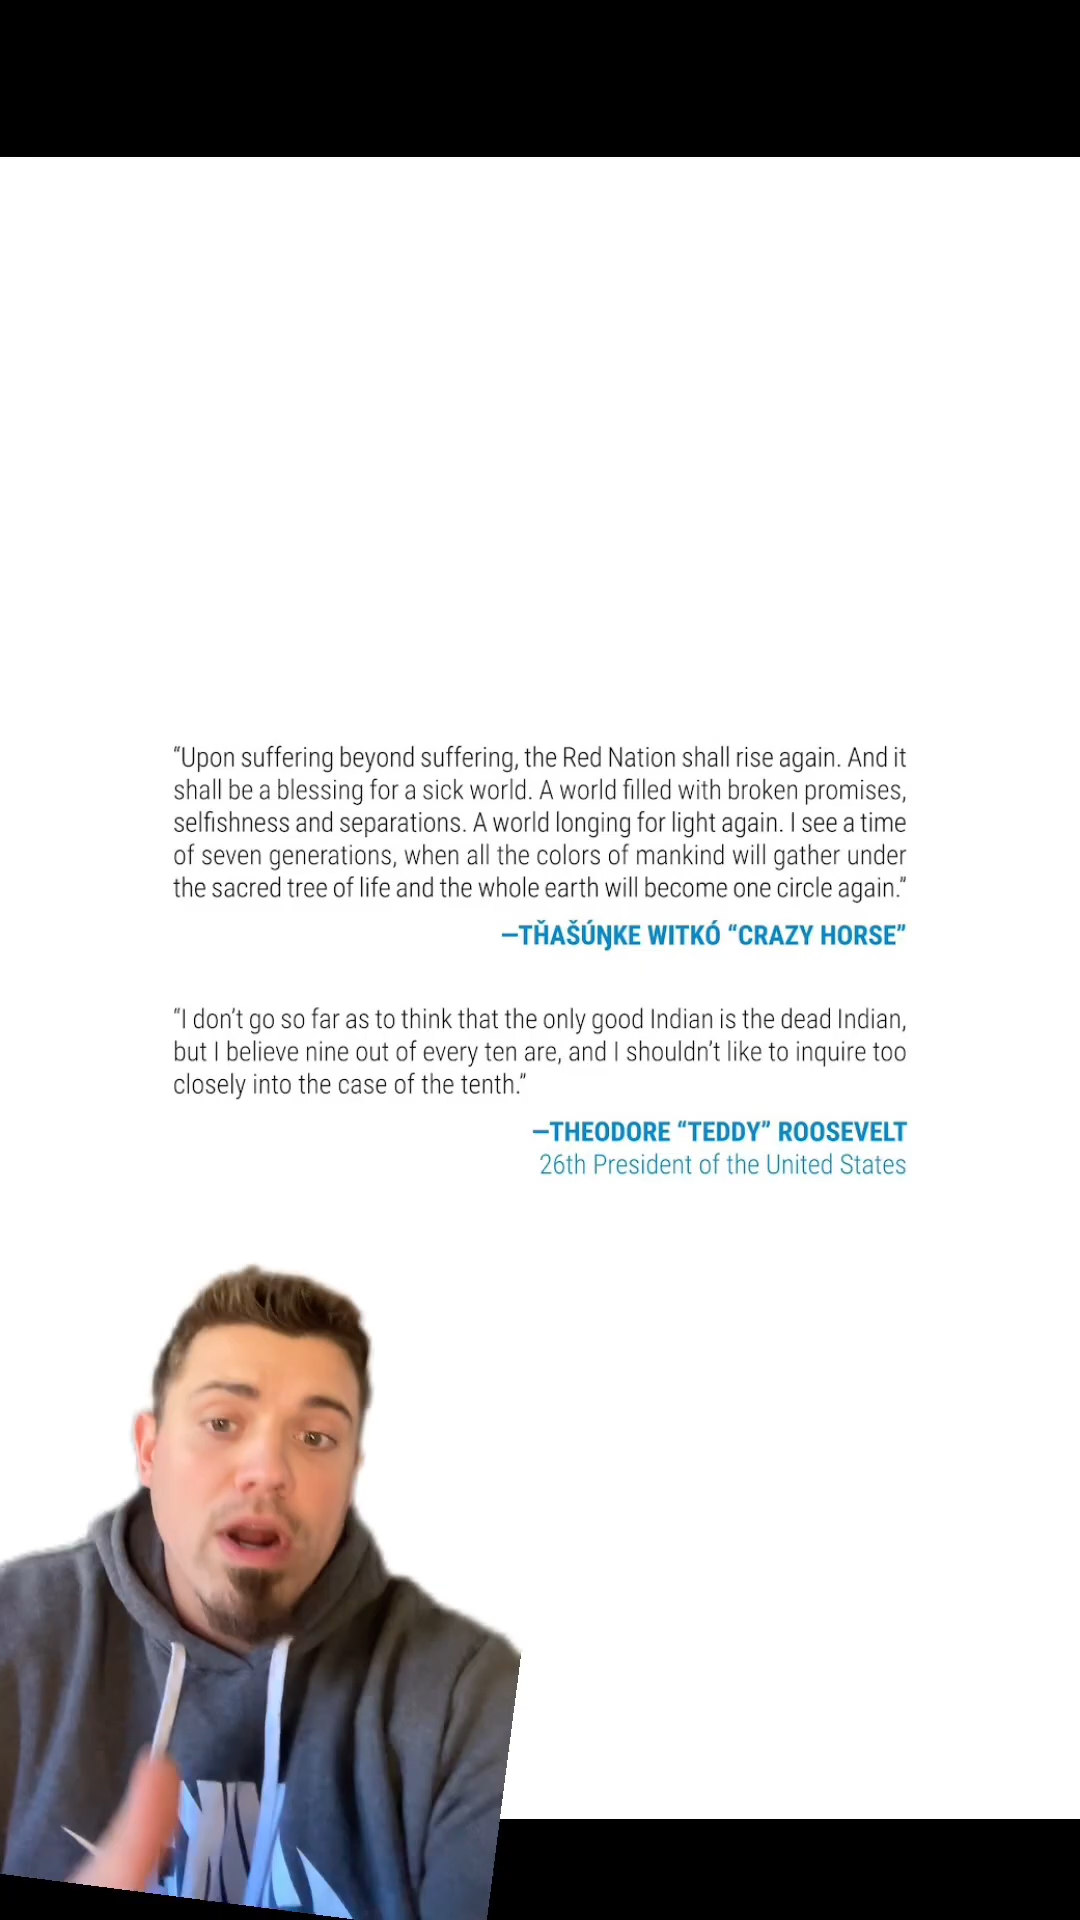 “Upon suffering beyond suffering, the Red Nation shall rise again. And it
shall be a blessing for a sick world. A world filled with broken promises,
selfishness and separations. A world longing for light again. I see a time
of seven generations, when all the colors of mankind will gather under
the sacred tree of life and the whole earth will become one circle again.”
—TȞAŠÚŊKE WITKÓ “CRAZY HORSE”
“I don’t go so far as to think that the only good Indian is the dead Indian,
but I believe nine out of every ten are, and I shouldn’t like to inquire too
closely into the case of the tenth.”
—THEODORE “TEDDY” ROOSEVELT
26th President of the United States